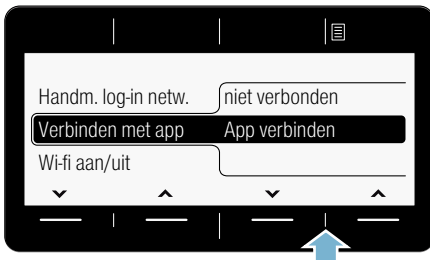 Handm. log-in netw. niet verbonden
Verbinden met app App verbinden
Wi-fi aan/uit